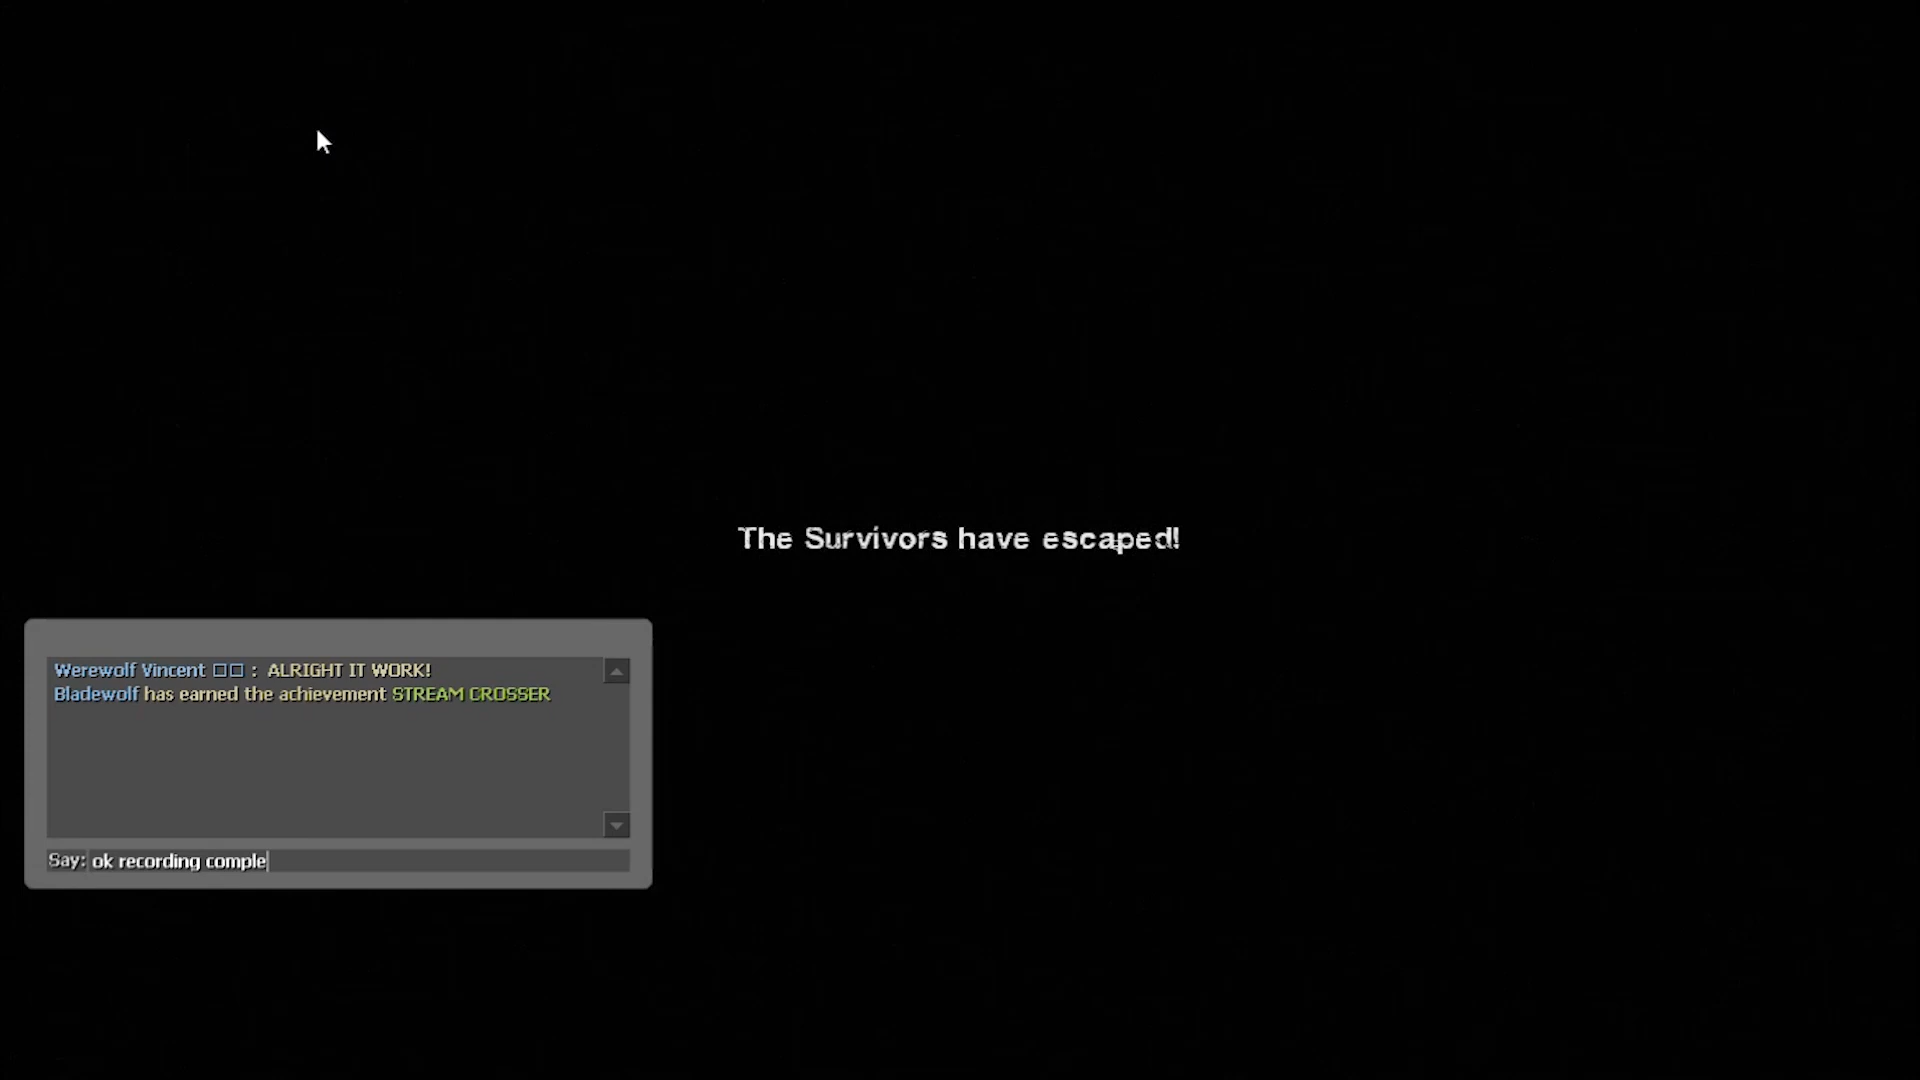 The Survivors have escaped!
Werewolf Vincent □□ : ALRIGHT IT WORK!
Bladewolf has earned the achievement STREAM CROSSER
Say: ok recording comple